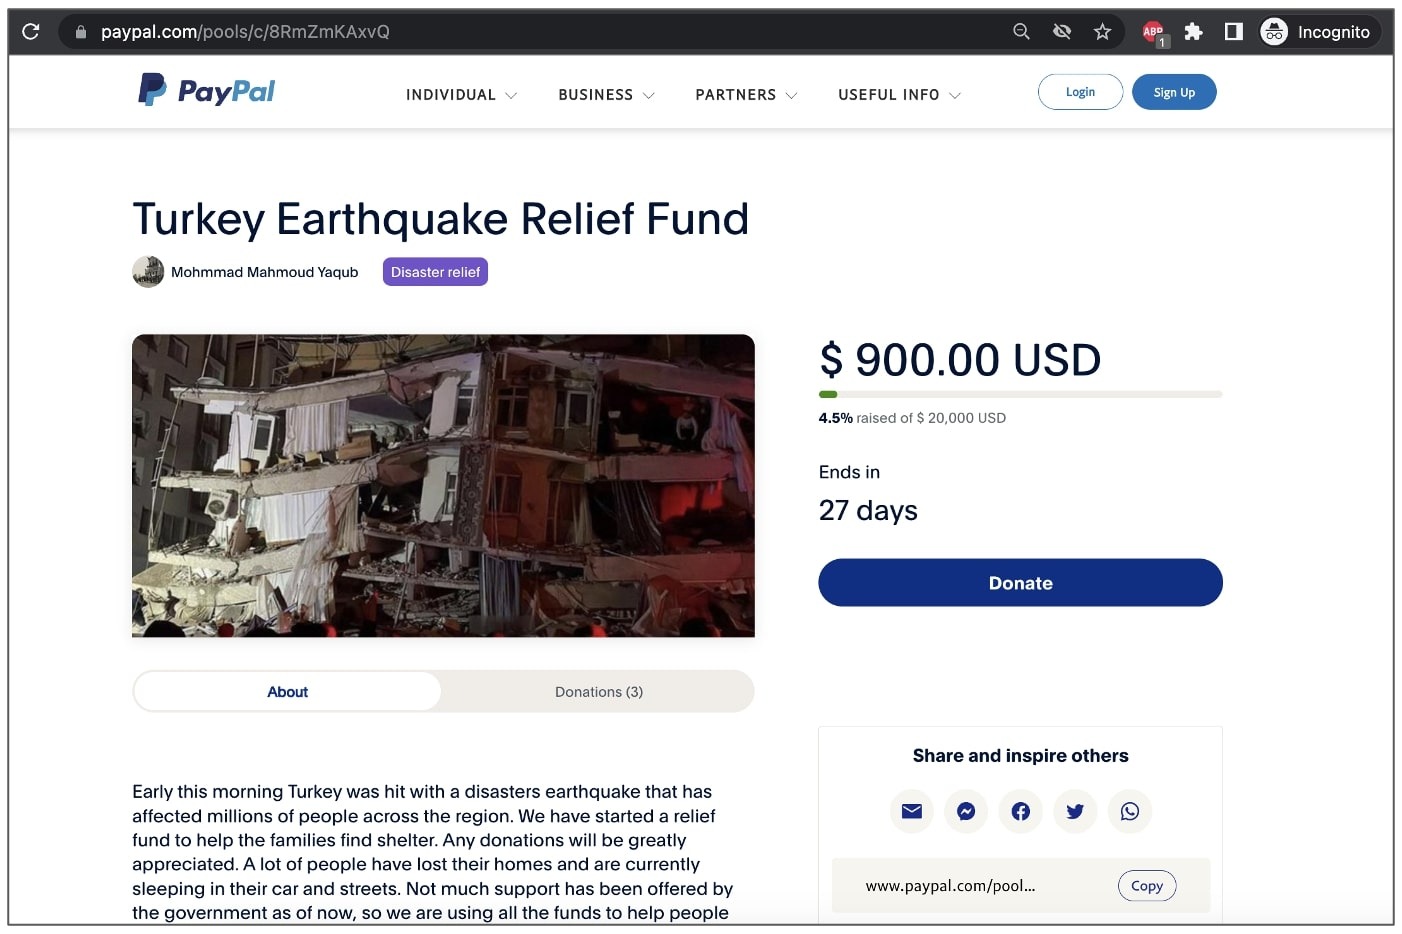 paypal.com/pools/c/8RmZmKAxvQ
ABP
1
Incognito
PayPal
INDIVIDUAL
BUSINESS
PARTNERS
USEFUL INFO
Login
Sign Up
Turkey Earthquake Relief Fund
Mohmmad Mahmoud Yaqub
Disaster relief
$ 900.00 USD
4.5% raised of $ 20,000 USD
Ends in
27 days
Donate
About
Donations (3)
Early this morning Turkey was hit with a disasters earthquake that has
affected millions of people across the region. We have started a relief
fund to help the families find shelter. Any donations will be greatly
appreciated. A lot of people have lost their homes and are currently
sleeping in their car and streets. Not much support has been offered by
the government as of now, so we are using all the funds to help people
Share and inspire others
www.paypal.com/pool...
Copy